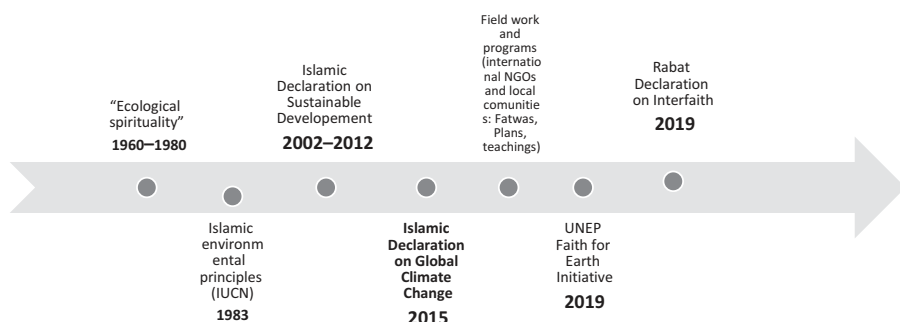 “Ecological
spirituality”
1960–1980
Islamic
environm
ental
principles
(IUCN)
1983
Islamic
Declaration on
Sustainable
Developement
2002–2012
Islamic
Declaration
on Global
Climate
Change
2015
Field work
and
programs
(internatio
nal NGOs
and local
comunitie
s: Fatwas,
Plans,
teachings)
UNEP
Faith for
Earth
Initiative
2019
Rabat
Declaration
on Interfaith
2019